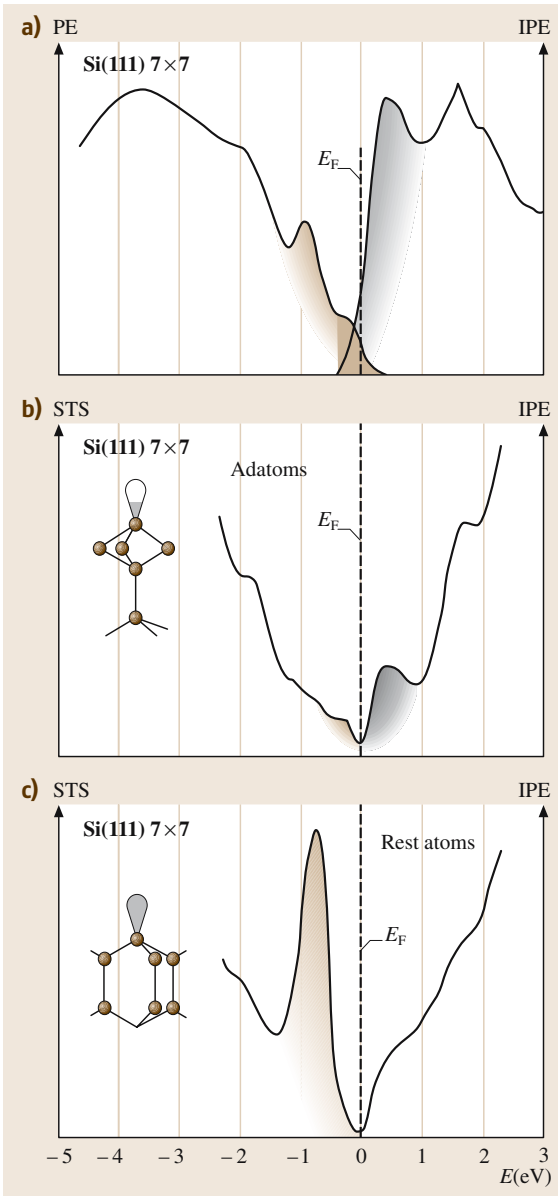 a) PE IPE
Si(111) 7×7
E_F
b) STS IPE
Si(111) 7×7
Adatoms
E_F
c) STS IPE
Si(111) 7×7
Rest atoms
E_F
−5 −4 −3 −2 −1 0 1 2 3
E(eV)